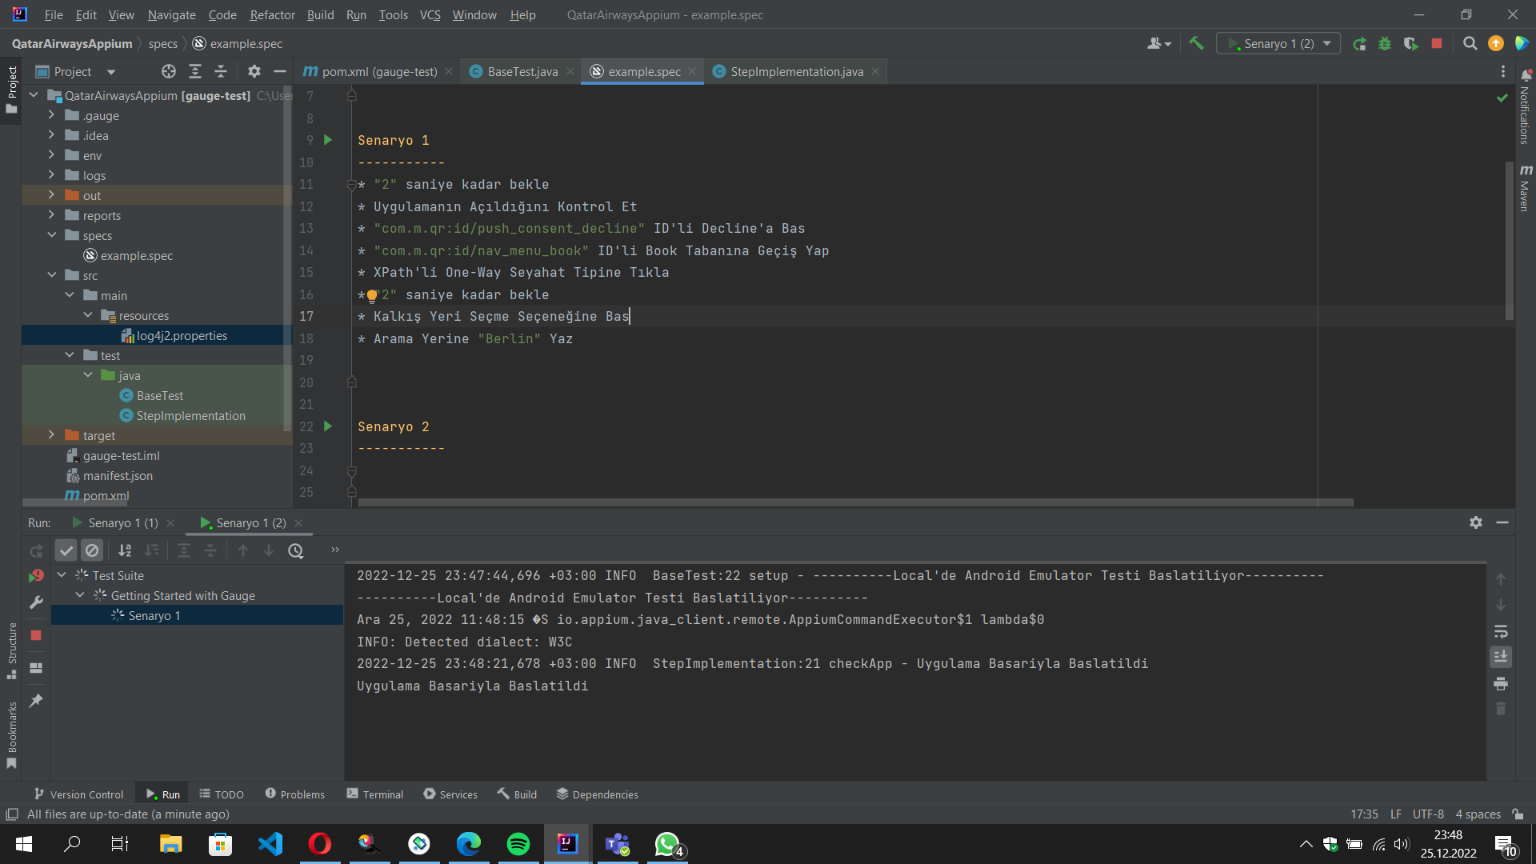 File Edit View Navigate Code Refactor Build Run Tools VCS Window Help QatarAirwaysAppium - example.spec
QatarAirwaysAppium specs example.spec Senaryo 1 (2)
Project pom.xml (gauge-test) BaseTest.java example.spec StepImplementation.java
Project
QatarAirwaysAppium [gauge-test] C:\User
.gauge
.idea
env
logs
out
reports
specs
example.spec
src
main
resources
log4j2.properties
test
java
BaseTest
StepImplementation
target
gauge-test.iml
manifest.json
pom.xml
7
8
9 Senaryo 1
10 -----------
11 * "2" saniye kadar bekle
12 * Uygulamanın Açıldığını Kontrol Et
13 * "com.m.qr:id/push_consent_decline" ID'li Decline'a Bas
14 * "com.m.qr:id/nav_menu_book" ID'li Book Tabanına Geçiş Yap
15 * XPath'li One-Way Seyahat Tipine Tıkla
16 * "2" saniye kadar bekle
17 * Kalkış Yeri Seçme Seçeneğine Bas
18 * Arama Yerine "Berlin" Yaz
19
20
21
22 Senaryo 2
23 -----------
24
25
Notifications
Maven
Run: Senaryo 1 (1) Senaryo 1 (2)
Test Suite
Getting Started with Gauge
Senaryo 1
2022-12-25 23:47:44,696 +03:00 INFO  BaseTest:22 setup - ----------Local'de Android Emulator Testi Baslatiliyor----------
----------Local'de Android Emulator Testi Baslatiliyor----------
Ara 25, 2022 11:48:15 �S io.appium.java_client.remote.AppiumCommandExecutor$1 lambda$0
INFO: Detected dialect: W3C
2022-12-25 23:48:21,678 +03:00 INFO  StepImplementation:21 checkApp - Uygulama Basariyla Baslatildi
Uygulama Basariyla Baslatildi
Structure
Bookmarks
Version Control Run TODO Problems Terminal Services Build Dependencies
All files are up-to-date (a minute ago) 17:35 LF UTF-8 4 spaces
23:48
25.12.2022
4
10